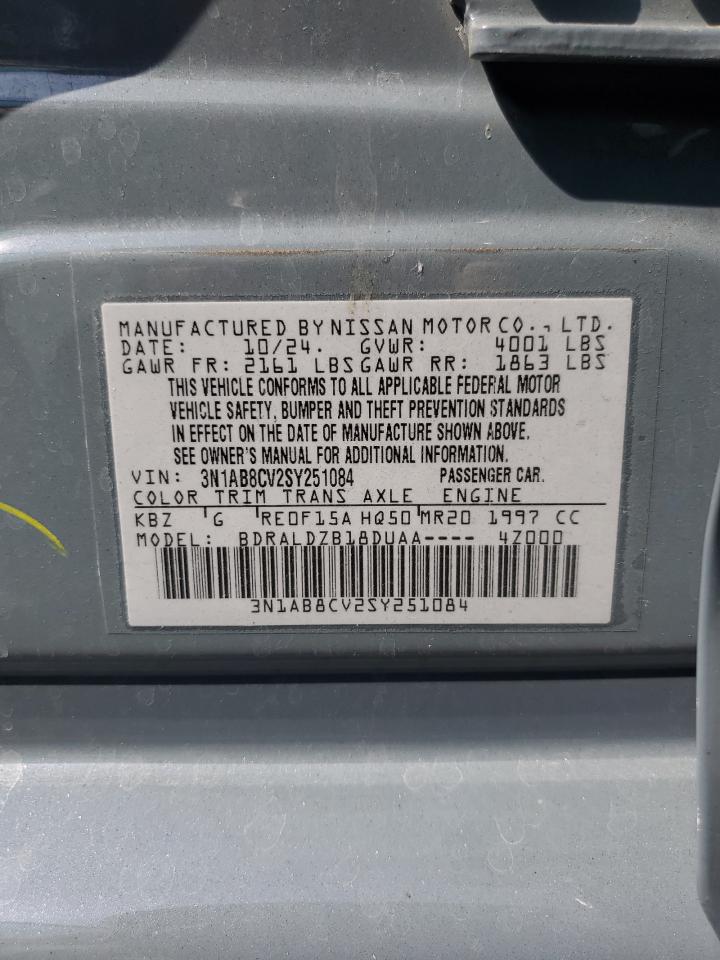 MANUFACTURED BY NISSAN MOTOR CO., LTD.
DATE: 10/24. GVWR: 4001 LBS
GAWR FR: 2161 LBS GAWR RR: 1863 LBS
THIS VEHICLE CONFORMS TO ALL APPLICABLE FEDERAL MOTOR
VEHICLE SAFETY, BUMPER AND THEFT PREVENTION STANDARDS
IN EFFECT ON THE DATE OF MANUFACTURE SHOWN ABOVE.
SEE OWNER'S MANUAL FOR ADDITIONAL INFORMATION.
VIN: 3N1AB8CV2SY251084 PASSENGER CAR.
COLOR TRIM TRANS AXLE ENGINE
KBZ G RE0F15A HQ50 MR20 1997 CC
MODEL: BDRALDZB18DUAA---- 4Z000
3N1AB8CV2SY251084